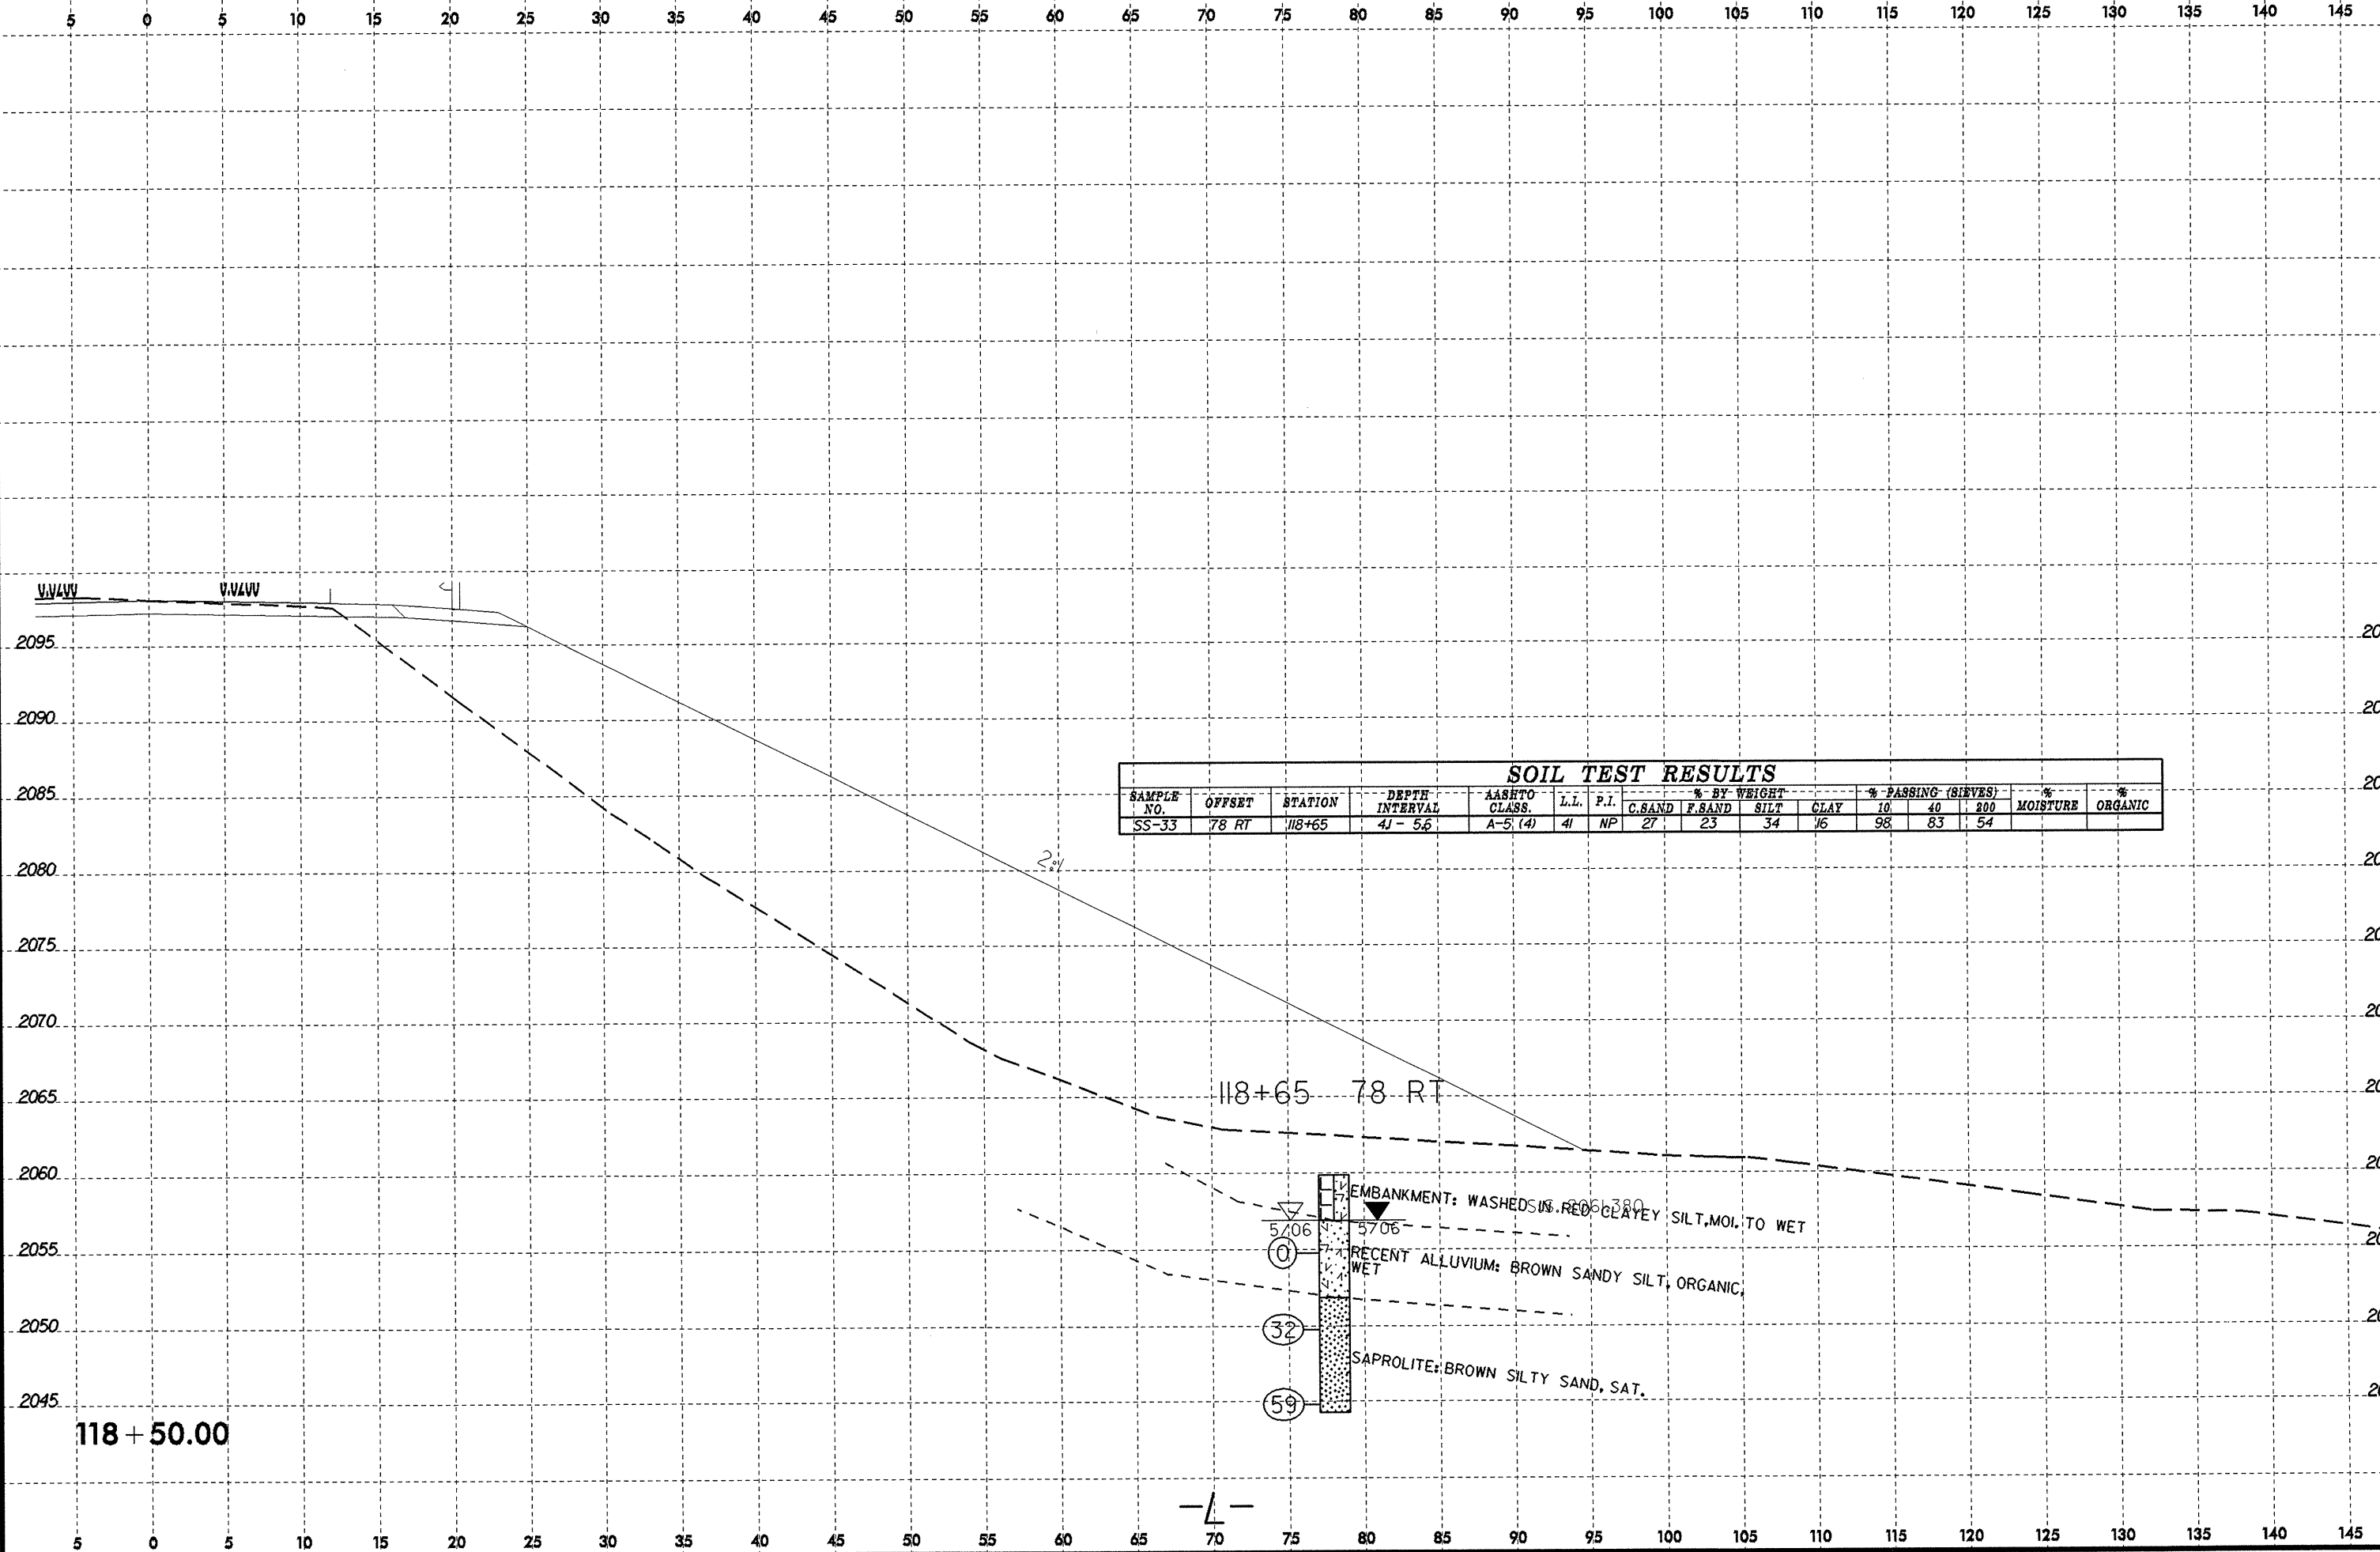 5 0 5 10 15 20 25 30 35 40 45 50 55 60 65 70 75 80 85 90 95 100 105 110 115 120 125 130 135 140 145
0.0200 0.0200
2095
2090
2085
2080
2075
2070
2065
2060
2055
2050
2045
SOIL TEST RESULTS
SAMPLE NO. OFFSET STATION DEPTH INTERVAL AASHTO CLASS. L.L. P.I. % BY WEIGHT C.SAND F.SAND SILT CLAY % PASSING (SIEVES) 10 40 200 % MOISTURE % ORGANIC
SS-33 78 RT 118+65 4.1 - 5.6 A-5 (4) 41 NP 27 23 34 16 98 83 54
2:1
118+65 78 RT
EMBANKMENT: WASHED IN. RED CLAYEY SILT, MOI. TO WET
5/06 5/06
0
RECENT ALLUVIUM: BROWN SANDY SILT, ORGANIC,
WET
32
SAPROLITE: BROWN SILTY SAND, SAT.
59
118+50.00
-L-
5 0 5 10 15 20 25 30 35 40 45 50 55 60 65 70 75 80 85 90 95 100 105 110 115 120 125 130 135 140 145